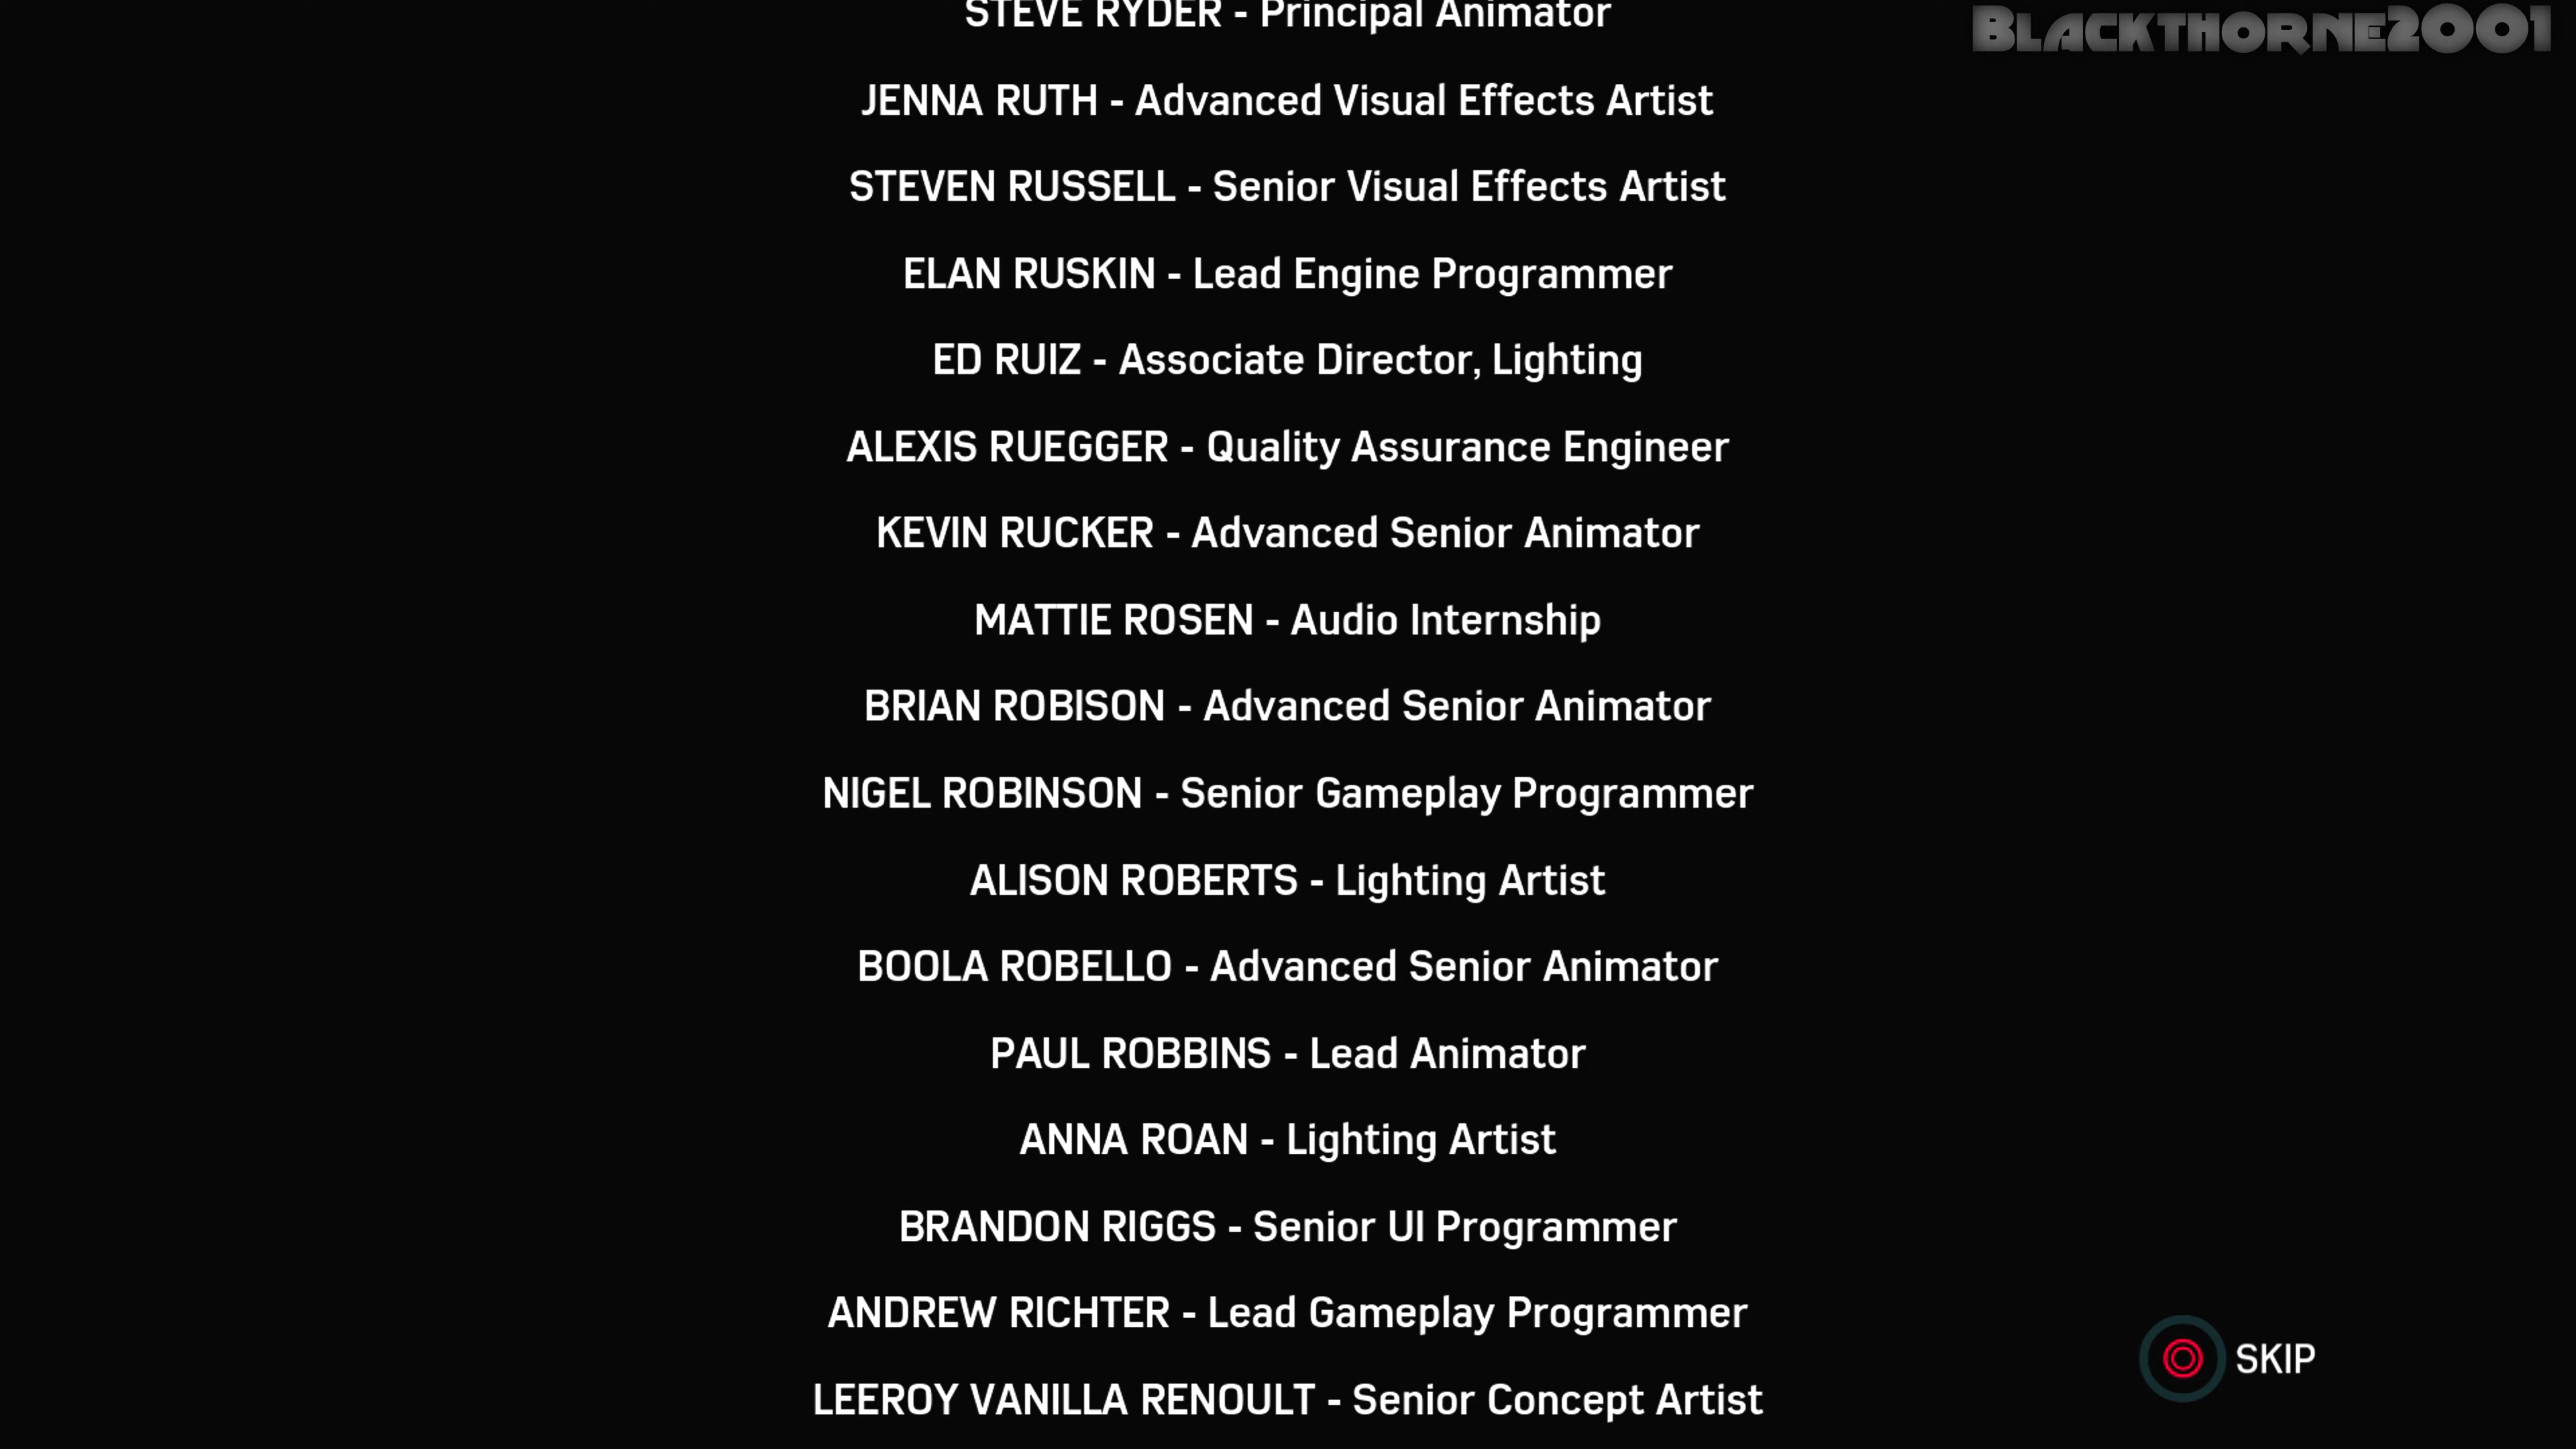 STEVE RYDER - Principal Animator
BLACKTHORNE2001
JENNA RUTH - Advanced Visual Effects Artist
STEVEN RUSSELL - Senior Visual Effects Artist
ELAN RUSKIN - Lead Engine Programmer
ED RUIZ - Associate Director, Lighting
ALEXIS RUEGGER - Quality Assurance Engineer
KEVIN RUCKER - Advanced Senior Animator
MATTIE ROSEN - Audio Internship
BRIAN ROBISON - Advanced Senior Animator
NIGEL ROBINSON - Senior Gameplay Programmer
ALISON ROBERTS - Lighting Artist
BOOLA ROBELLO - Advanced Senior Animator
PAUL ROBBINS - Lead Animator
ANNA ROAN - Lighting Artist
BRANDON RIGGS - Senior UI Programmer
ANDREW RICHTER - Lead Gameplay Programmer
SKIP
LEEROY VANILLA RENOULT - Senior Concept Artist